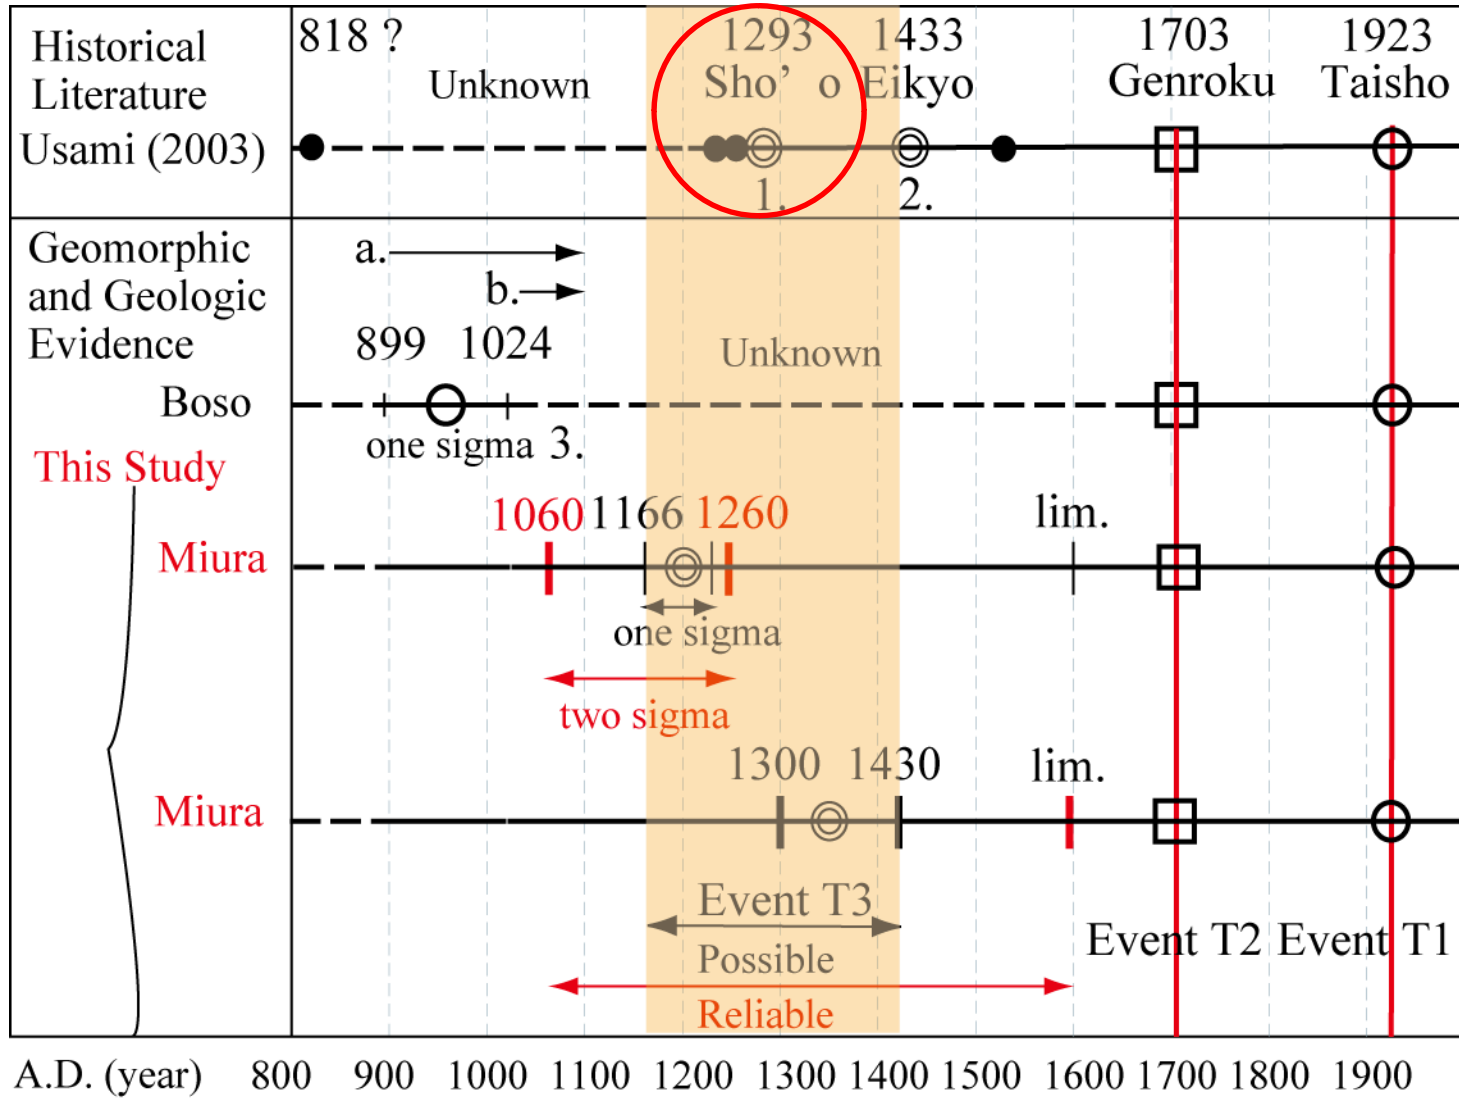 Historical
Literature
Usami (2003)
818 ?
Unknown
1293
Sho’ o
1433
Eikyo
1703
Genroku
1923
Taisho
1.
2.
Geomorphic
and Geologic
Evidence
a.
b.
899 1024
Unknown
Boso
one sigma 3.
This Study
1060 1166 1260
lim.
Miura
one sigma
two sigma
1300 1430
lim.
Miura
Event T3
Event T2
Event T1
Possible
Reliable
A.D. (year) 800 900 1000 1100 1200 1300 1400 1500 1600 1700 1800 1900